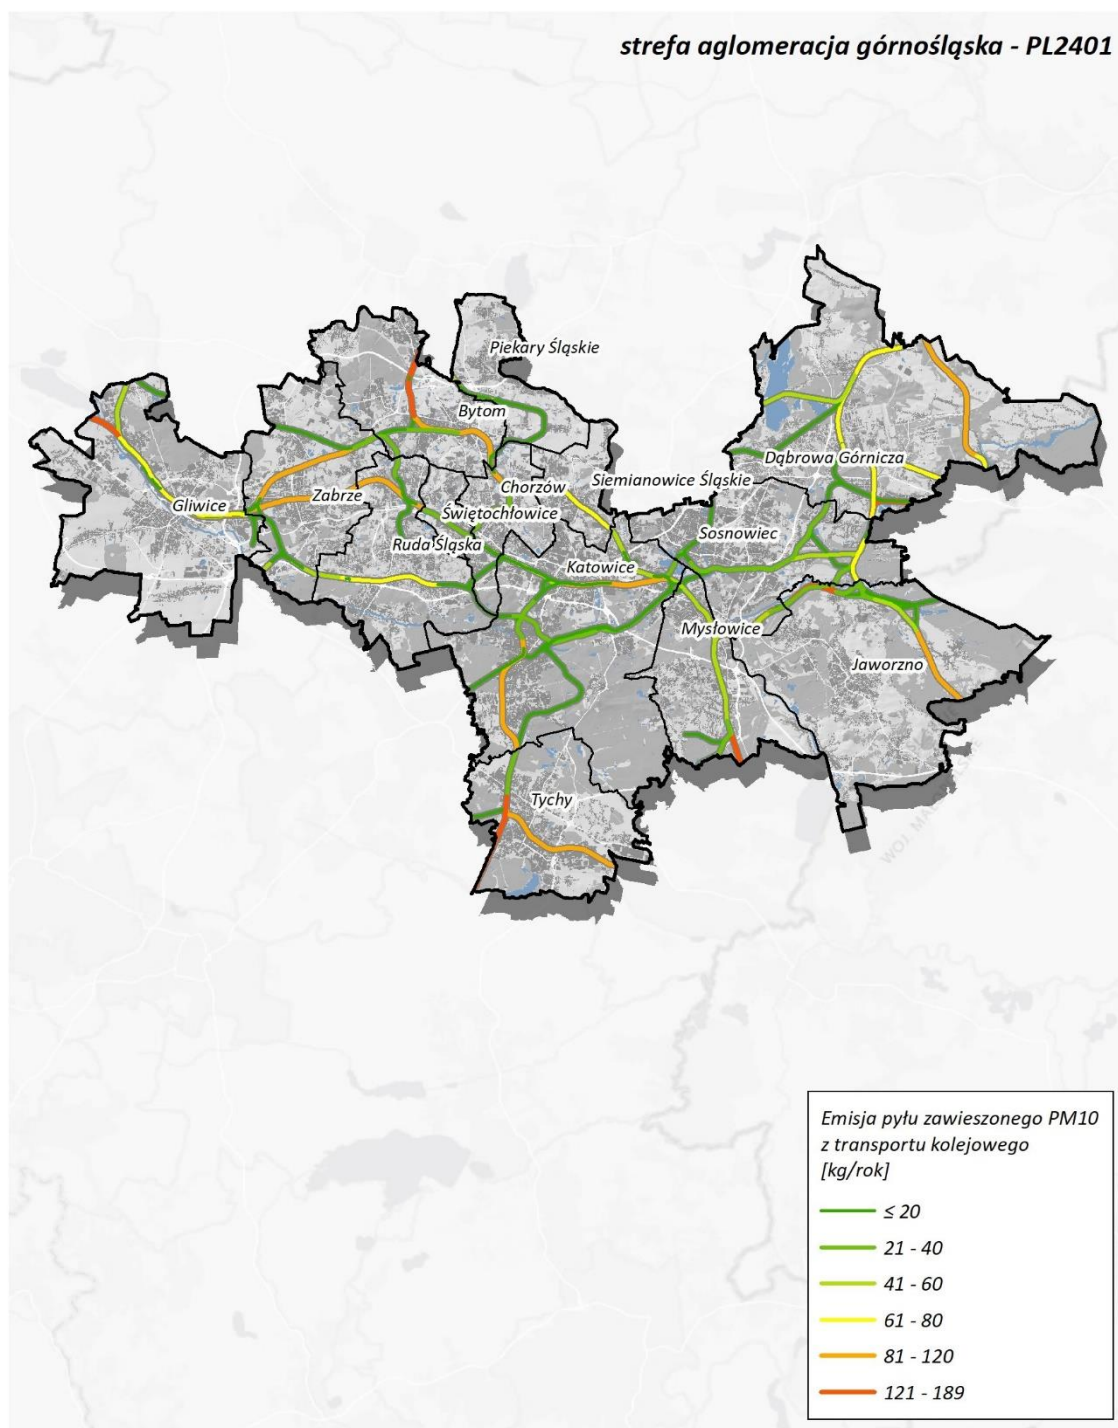 strefa aglomeracja górnośląska - PL2401
Piekary Śląskie
Bytom
Dąbrowa Górnicza
Siemianowice Śląskie
Chorzów
Zabrze
Gliwice
Świętochłowice
Sosnowiec
Ruda Śląska
Katowice
Mysłowice
Jaworzno
Tychy
Emisja pyłu zawieszonego PM10
z transportu kolejowego
[kg/rok]
≤ 20
21 - 40
41 - 60
61 - 80
81 - 120
121 - 189